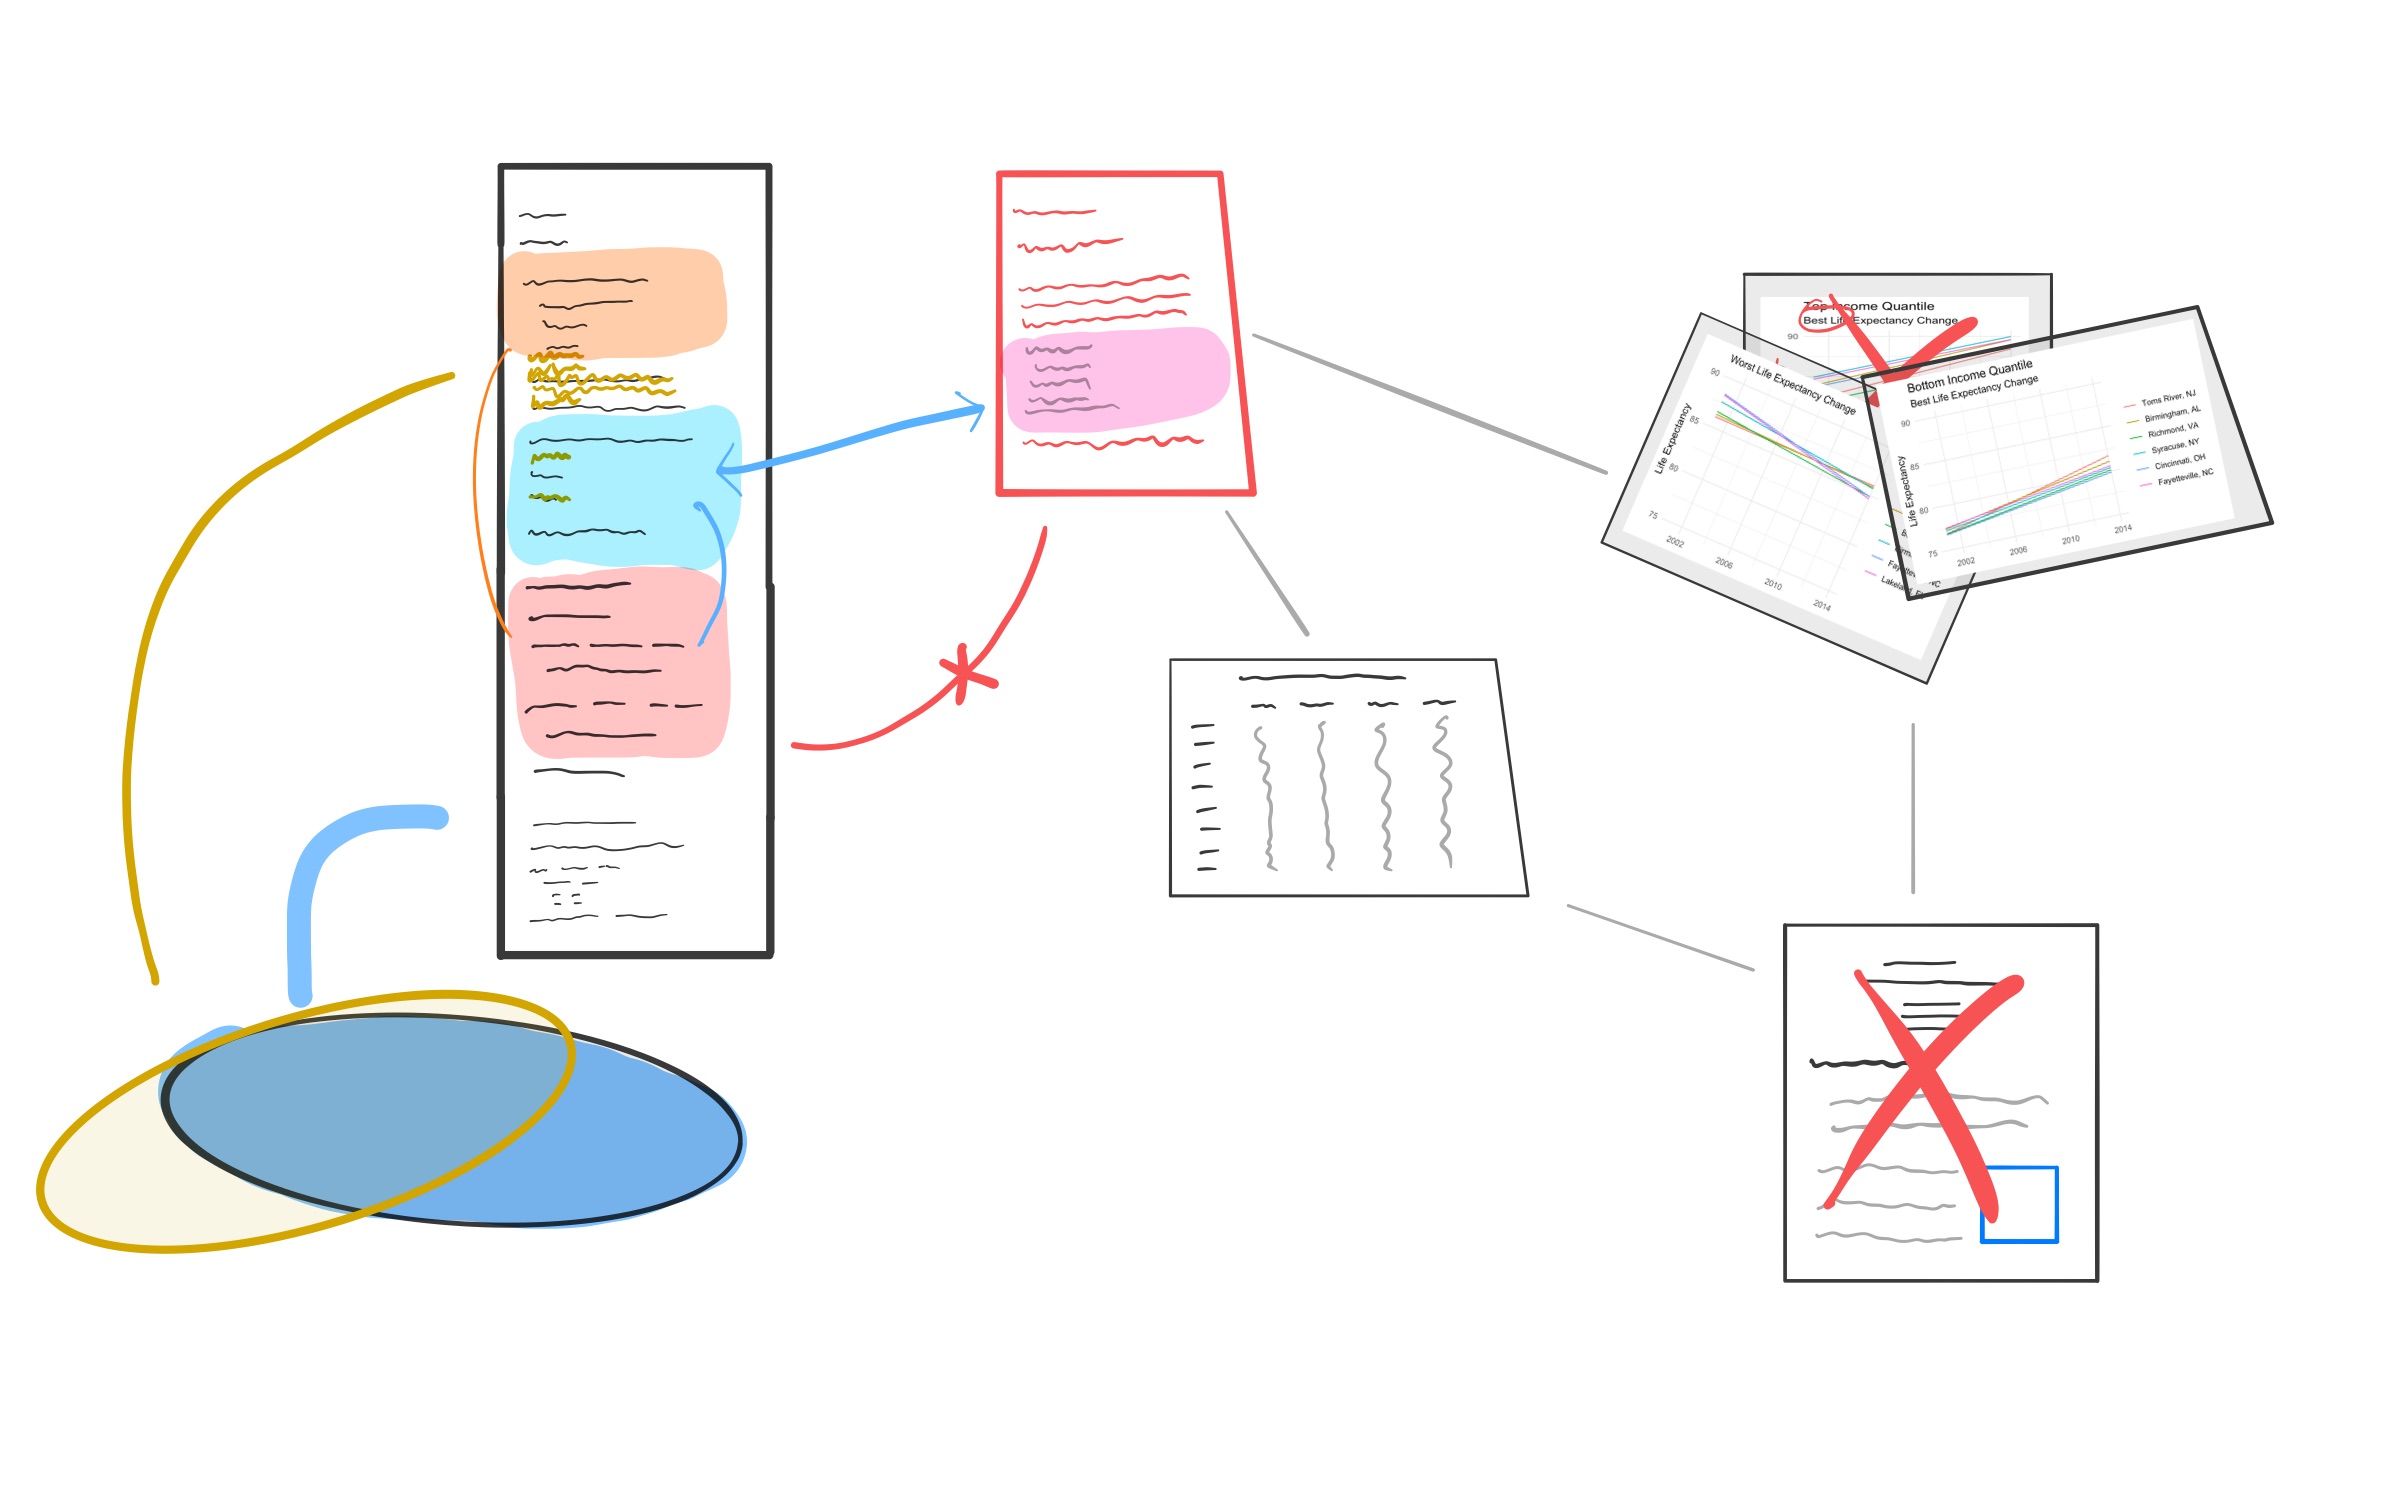 Top Income Quantile
Best Life Expectancy Change
90
Worst Life Expectancy Change
Life Expectancy
90
85
80
75
2002
2006
2010
2014
Bottom Income Quantile
Best Life Expectancy Change
Life Expectancy
90
85
80
75
2002
2006
2010
2014
Toms River, NJ
Birmingham, AL
Richmond, VA
Syracuse, NY
Cincinnati, OH
Fayetteville, NC